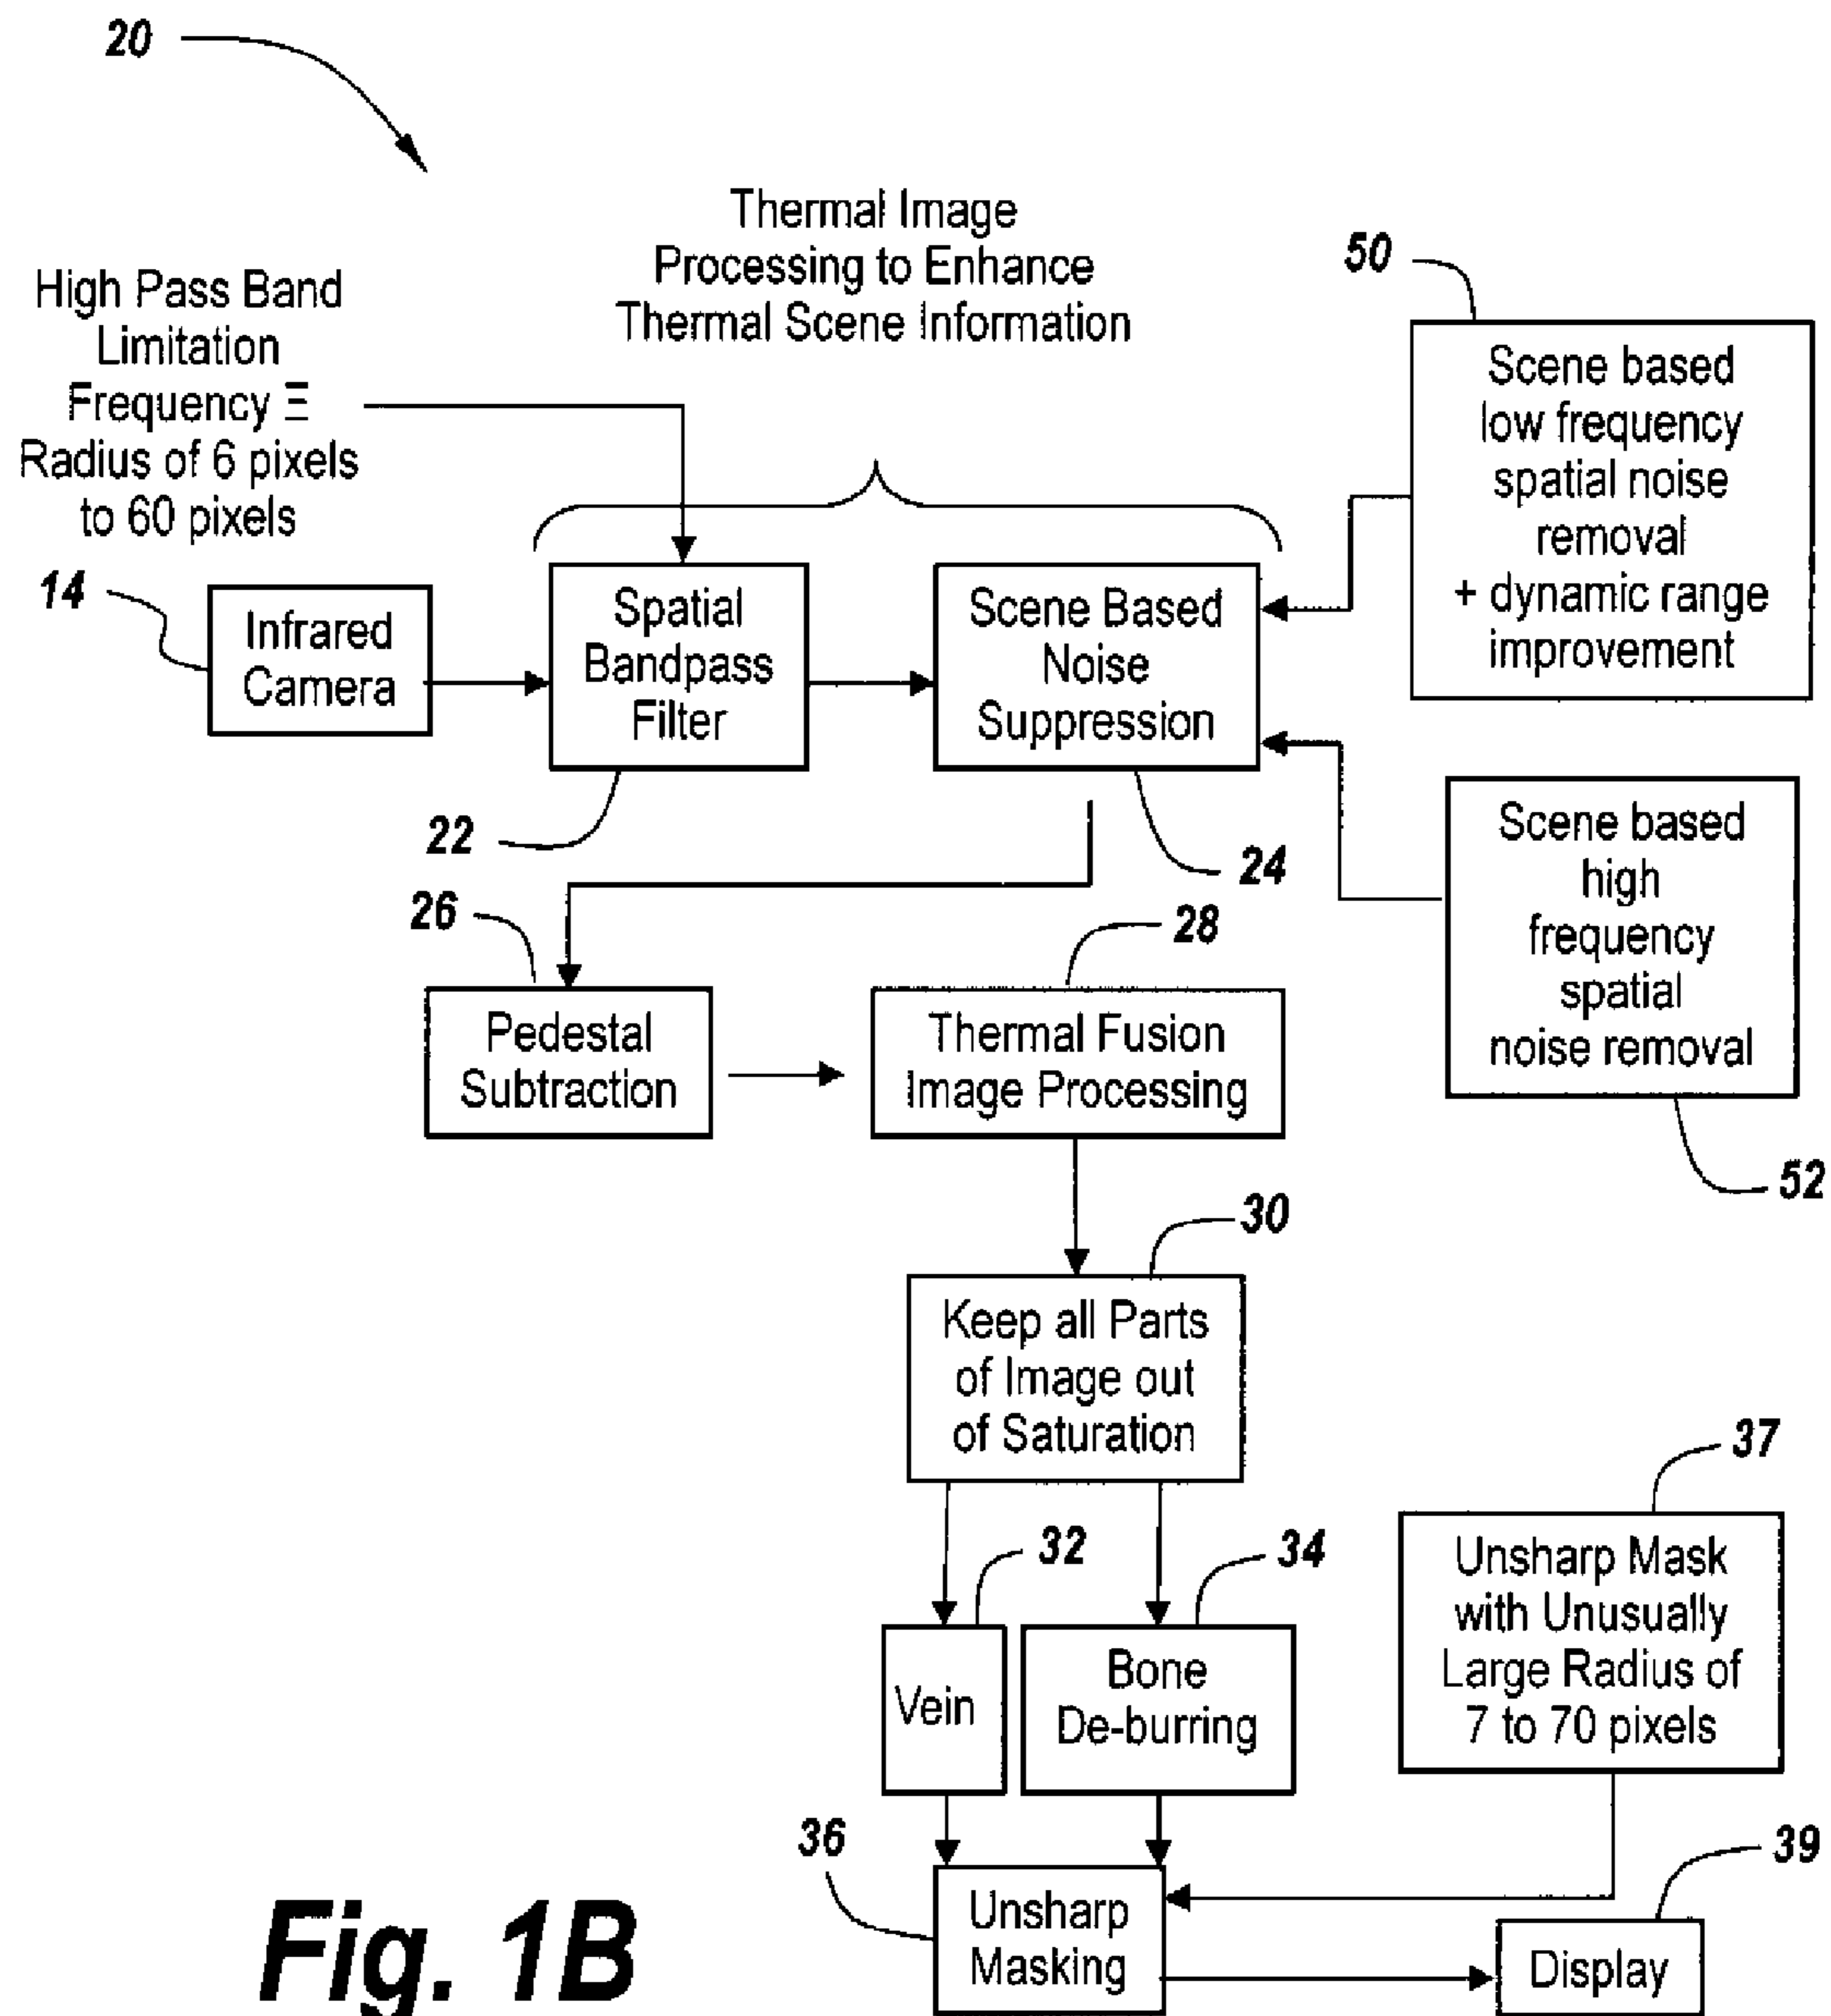 20
Thermal Image
Processing to Enhance
Thermal Scene Information
High Pass Band
Limitation
Frequency Ξ
Radius of 6 pixels
to 60 pixels
50
Scene based
low frequency
spatial noise
removal
+ dynamic range
improvement
14
Infrared
Camera
Spatial
Bandpass
Filter
Scene Based
Noise
Suppression
22
24
Scene based
high
frequency
spatial
noise removal
52
26
28
Pedestal
Subtraction
Thermal Fusion
Image Processing
30
Keep all Parts
of Image out
of Saturation
37
32
34
Unsharp Mask
with Unusually
Large Radius of
7 to 70 pixels
Vein
Bone
De-burring
36
39
Unsharp
Masking
Display
Fig. 1B